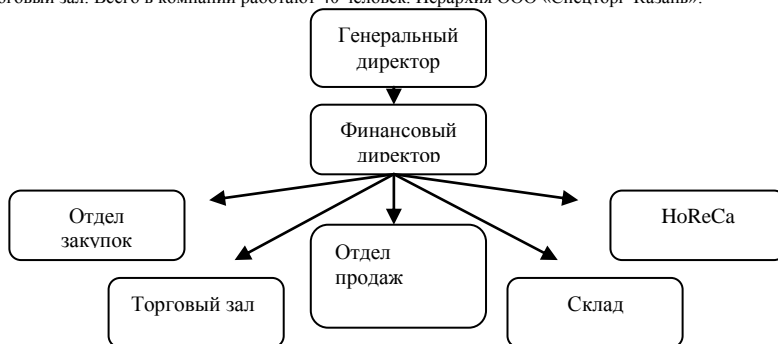 торговый зал. Всего в компании работают 40 человек. Иерархия ООО «Спецторг-Казань»:
Генеральный
директор
Финансовый
директор
Отдел
закупок
HoReCa
Отдел
продаж
Торговый зал
Склад